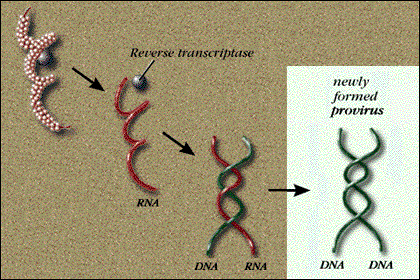 Reverse transcriptase
newly
formed
provirus
RNA
DNA RNA
DNA DNA